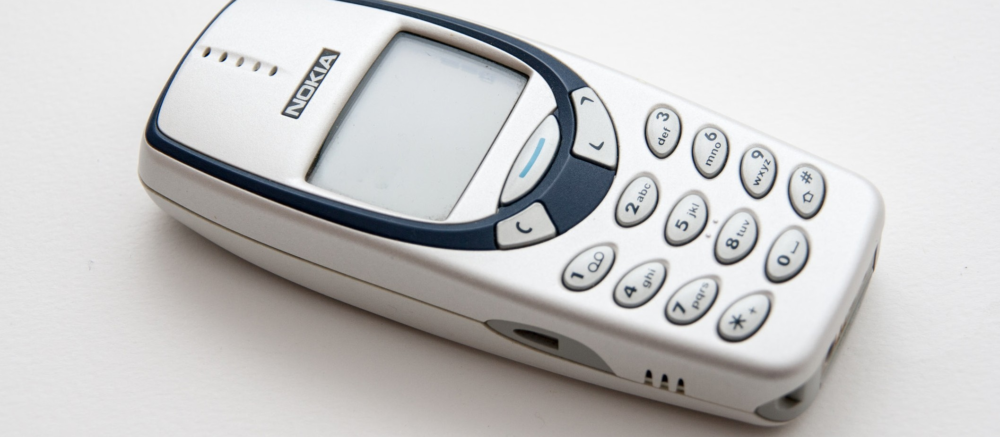 NOKIA
C
1
2 abc
3 def
4 ghi
5 jkl
6 mno
7 pqrs
8 tuv
9 wxyz
* +
0
#